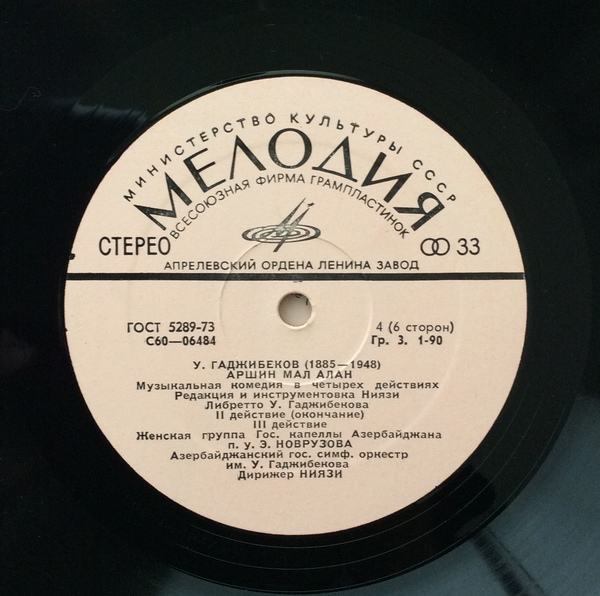 МИНИСТЕРСТВО КУЛЬТУРЫ СССР
МЕЛОДИЯ
ВСЕСОЮЗНАЯ ФИРМА ГРАМПЛАСТИНОК
СТЕРЕО
33
АПРЕЛЕВСКИЙ ОРДЕНА ЛЕНИНА ЗАВОД
ГОСТ 5289-73
С60—06484
4 (6 сторон)
Гр. 3. 1-90
У. ГАДЖИБЕКОВ (1885—1948)
АРШИН МАЛ АЛАН
Музыкальная комедия в четырех действиях
Редакция и инструментовка Ниязи
Либретто У. Гаджибекова
II действие (окончание)
III действие
Женская группа Гос. капеллы Азербайджана
п. у. Э. НОВРУЗОВА
Азербайджанский гос. симф. оркестр
им. У. Гаджибекова
Дирижер НИЯЗИ